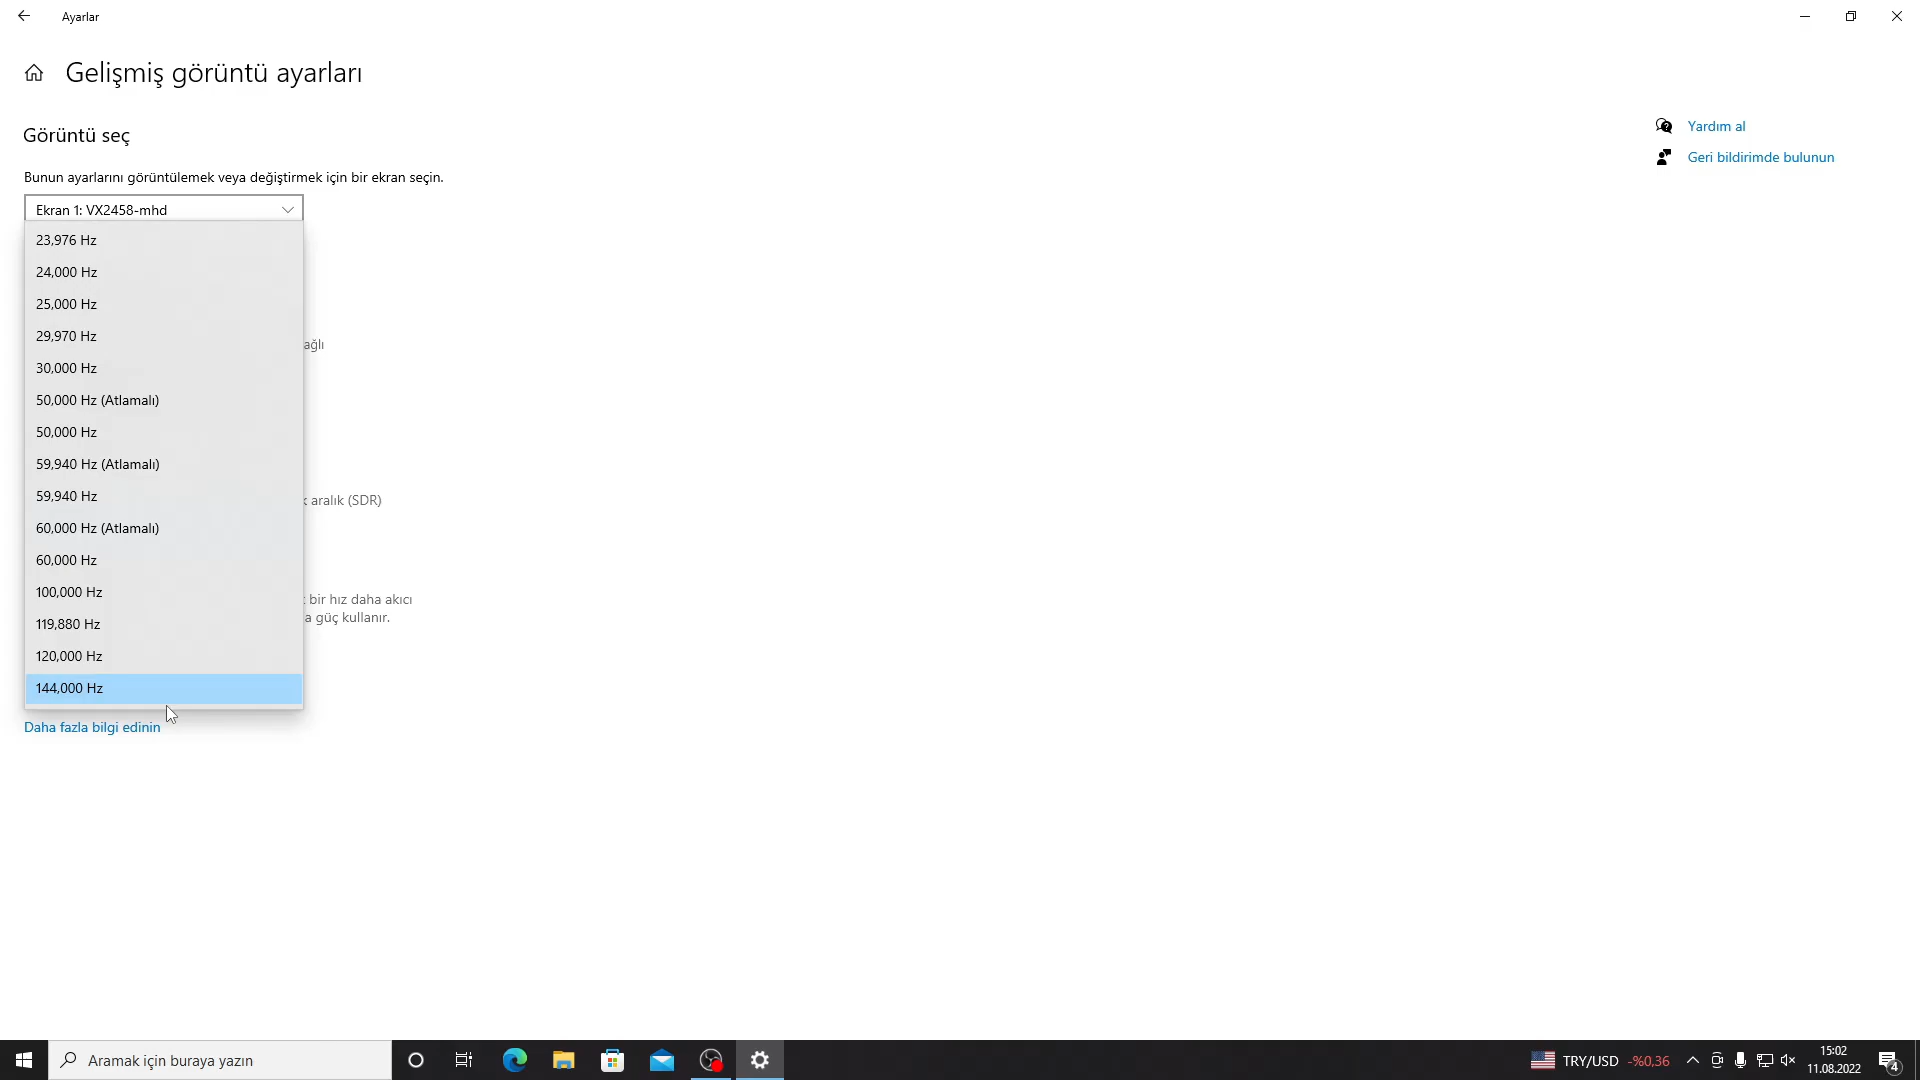 Ayarlar
Gelişmiş görüntü ayarları
Görüntü seç
Bunun ayarlarını görüntülemek veya değiştirmek için bir ekran seçin.
Ekran 1: VX2458-mhd
23,976 Hz
24,000 Hz
25,000 Hz
29,970 Hz
ağlı
30,000 Hz
50,000 Hz (Atlamalı)
50,000 Hz
59,940 Hz (Atlamalı)
59,940 Hz
k aralık (SDR)
60,000 Hz (Atlamalı)
60,000 Hz
100,000 Hz
bir hız daha akıcı
a güç kullanır.
119,880 Hz
120,000 Hz
144,000 Hz
Daha fazla bilgi edinin
Yardım al
Geri bildirimde bulunun
Aramak için buraya yazın
TRY/USD -%0,36
15:02
11.08.2022
4